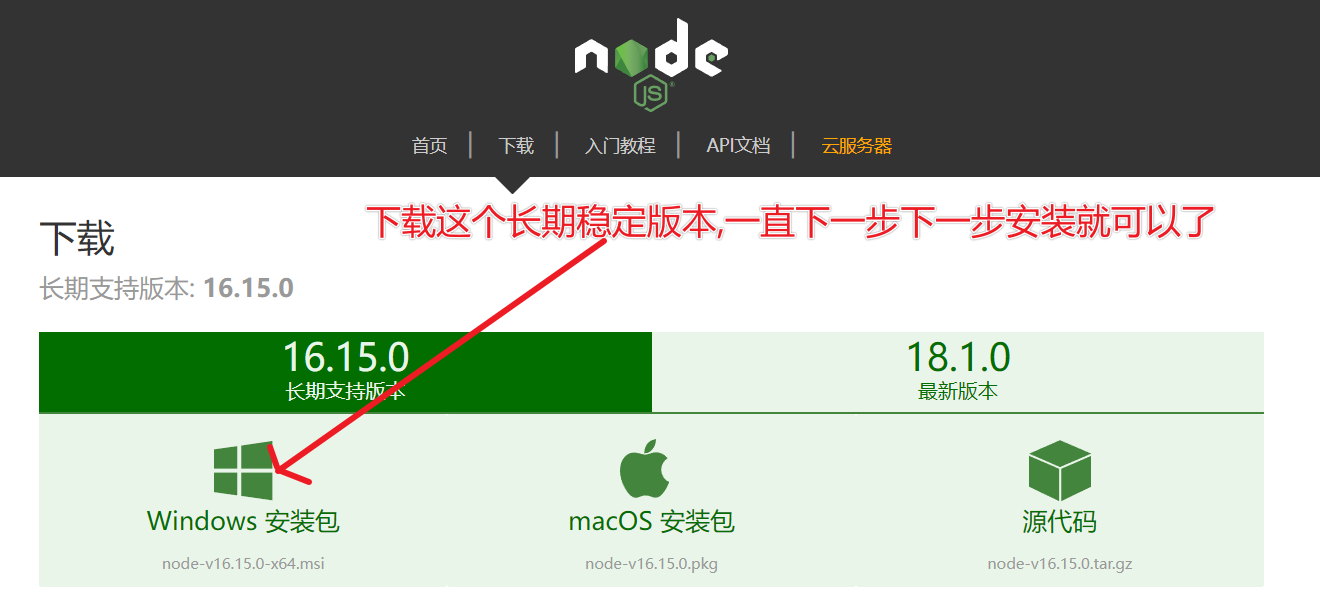 node
JS
首页 | 下载 | 入门教程 | API文档 | 云服务器
下载这个长期稳定版本,一直下一步下一步安装就可以了
下载
长期支持版本: 16.15.0
16.15.0
长期支持版本
18.1.0
最新版本
Windows 安装包
node-v16.15.0-x64.msi
macOS 安装包
node-v16.15.0.pkg
源代码
node-v16.15.0.tar.gz